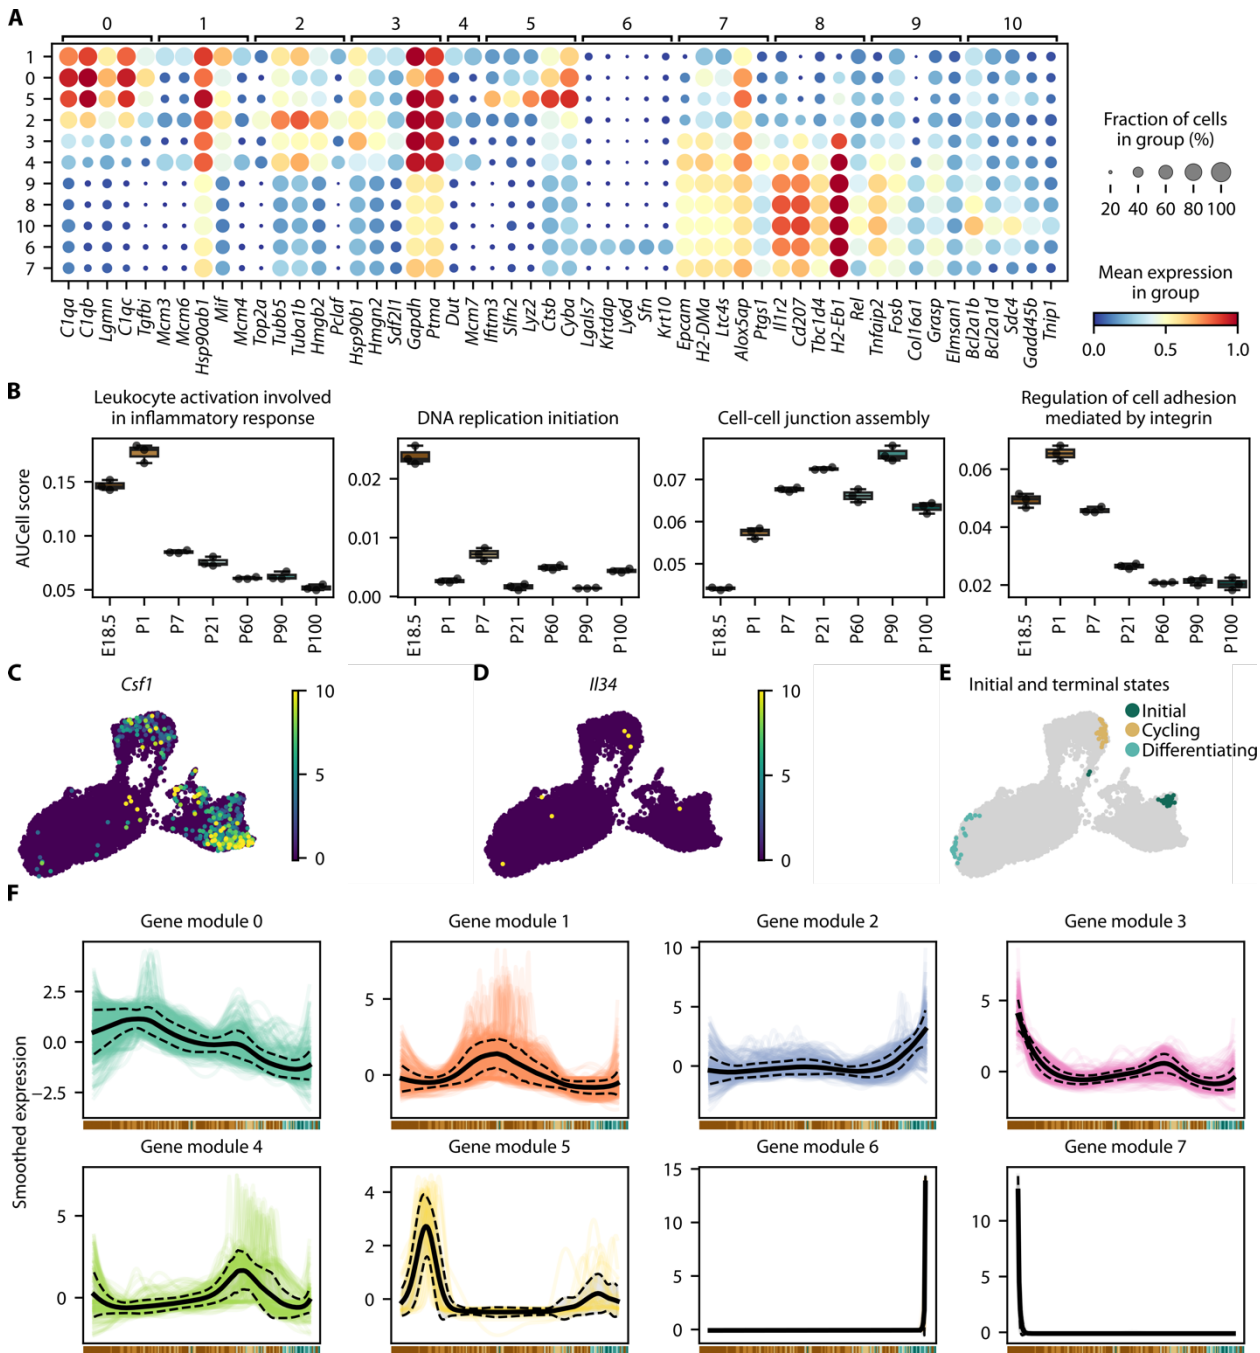 A
0 1 2 3 4 5 6 7 8 9 10
1
0
5
2
3
4
9
8
10
6
7
C1qa C1qb Lgmn C1qc Tgfbi Mcm3 Mcm6 Hsp90ab1 Mif Mcm4 Top2a Tubb5 Tuba1b Hmgb2 Pclaf Hsp90b1 Hmgn2 Sdf2l1 Gapdh Ptma Dut Mcm7 Ifitm3 Slfn2 Lyz2 Ctsb Cyba Lgals7 Krtdap Ly6d Sfn Krt10 Epcam H2-DMa Ltc4s Alox5ap Ptgs1 Il1r2 Cd207 Tbc1d4 H2-Eb1 Rel Tnfaip2 Fosb Col16a1 Grasp Elmsan1 Bcl2a1b Bcl2a1d Sdc4 Gadd45b Tnip1
Fraction of cells
in group (%)
20 40 60 80 100
Mean expression
in group
0.0 0.5 1.0
B
Leukocyte activation involved
in inflammatory response
DNA replication initiation
Cell-cell junction assembly
Regulation of cell adhesion
mediated by integrin
AUCell score
0.15
0.10
0.05
E18.5 P1 P7 P21 P60 P90 P100
0.02
0.01
0.00
E18.5 P1 P7 P21 P60 P90 P100
0.07
0.06
0.05
E18.5 P1 P7 P21 P60 P90 P100
0.06
0.04
0.02
E18.5 P1 P7 P21 P60 P90 P100
C
Csf1
10
5
0
D
Il34
10
5
0
E
Initial and terminal states
Initial
Cycling
Differentiating
F
Smoothed expression
Gene module 0
2.5
0.0
−2.5
Gene module 1
5
0
Gene module 2
10
5
0
Gene module 3
5
0
Gene module 4
5
0
Gene module 5
4
2
0
Gene module 6
15
10
5
0
Gene module 7
10
5
0